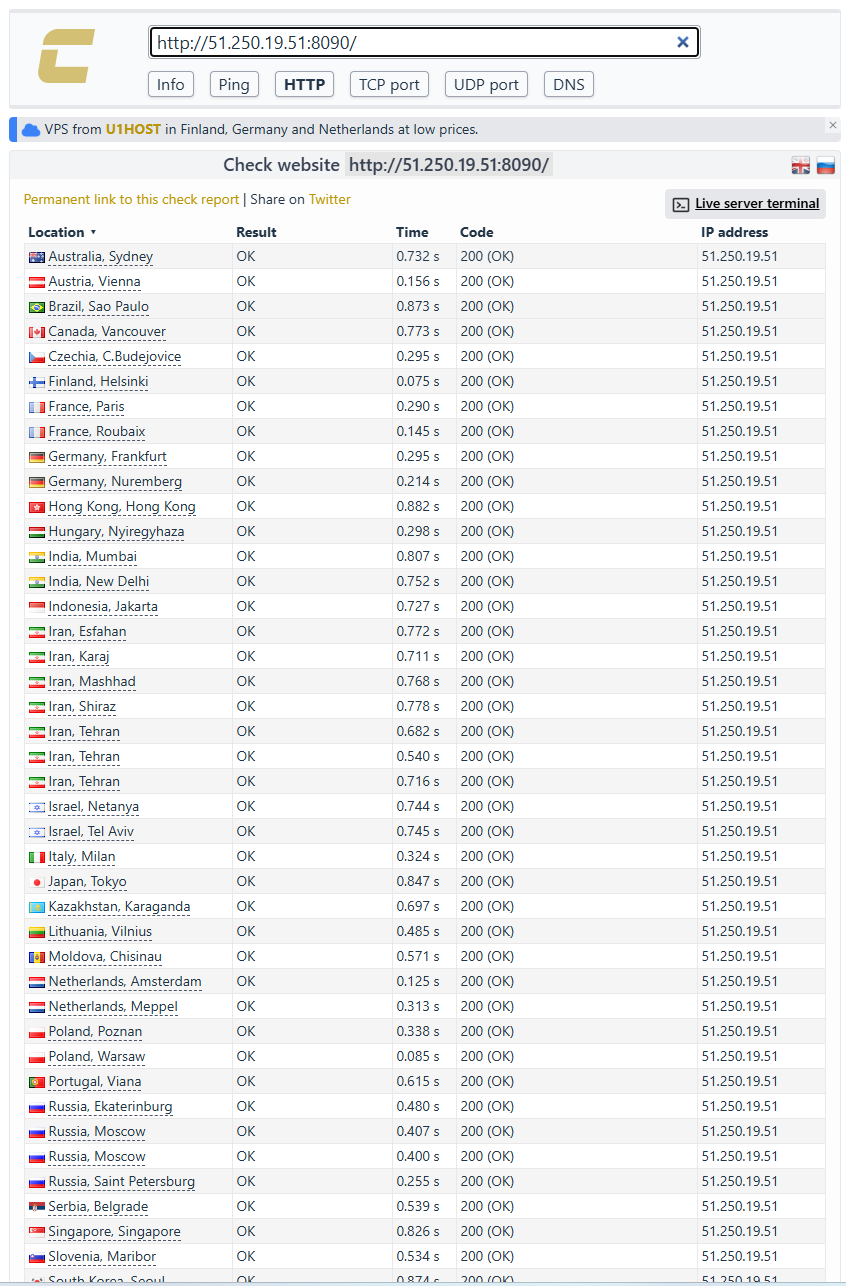 http://51.250.19.51:8090/
Info Ping HTTP TCP port UDP port DNS
VPS from U1HOST in Finland, Germany and Netherlands at low prices.
Check website http://51.250.19.51:8090/
Permanent link to this check report | Share on Twitter
Live server terminal
Location Result Time Code IP address
Australia, Sydney OK 0.732 s 200 (OK) 51.250.19.51
Austria, Vienna OK 0.156 s 200 (OK) 51.250.19.51
Brazil, Sao Paulo OK 0.873 s 200 (OK) 51.250.19.51
Canada, Vancouver OK 0.773 s 200 (OK) 51.250.19.51
Czechia, C.Budejovice OK 0.295 s 200 (OK) 51.250.19.51
Finland, Helsinki OK 0.075 s 200 (OK) 51.250.19.51
France, Paris OK 0.290 s 200 (OK) 51.250.19.51
France, Roubaix OK 0.145 s 200 (OK) 51.250.19.51
Germany, Frankfurt OK 0.295 s 200 (OK) 51.250.19.51
Germany, Nuremberg OK 0.214 s 200 (OK) 51.250.19.51
Hong Kong, Hong Kong OK 0.882 s 200 (OK) 51.250.19.51
Hungary, Nyiregyhaza OK 0.298 s 200 (OK) 51.250.19.51
India, Mumbai OK 0.807 s 200 (OK) 51.250.19.51
India, New Delhi OK 0.752 s 200 (OK) 51.250.19.51
Indonesia, Jakarta OK 0.727 s 200 (OK) 51.250.19.51
Iran, Esfahan OK 0.772 s 200 (OK) 51.250.19.51
Iran, Karaj OK 0.711 s 200 (OK) 51.250.19.51
Iran, Mashhad OK 0.768 s 200 (OK) 51.250.19.51
Iran, Shiraz OK 0.778 s 200 (OK) 51.250.19.51
Iran, Tehran OK 0.682 s 200 (OK) 51.250.19.51
Iran, Tehran OK 0.540 s 200 (OK) 51.250.19.51
Iran, Tehran OK 0.716 s 200 (OK) 51.250.19.51
Israel, Netanya OK 0.744 s 200 (OK) 51.250.19.51
Israel, Tel Aviv OK 0.745 s 200 (OK) 51.250.19.51
Italy, Milan OK 0.324 s 200 (OK) 51.250.19.51
Japan, Tokyo OK 0.847 s 200 (OK) 51.250.19.51
Kazakhstan, Karaganda OK 0.697 s 200 (OK) 51.250.19.51
Lithuania, Vilnius OK 0.485 s 200 (OK) 51.250.19.51
Moldova, Chisinau OK 0.571 s 200 (OK) 51.250.19.51
Netherlands, Amsterdam OK 0.125 s 200 (OK) 51.250.19.51
Netherlands, Meppel OK 0.313 s 200 (OK) 51.250.19.51
Poland, Poznan OK 0.338 s 200 (OK) 51.250.19.51
Poland, Warsaw OK 0.085 s 200 (OK) 51.250.19.51
Portugal, Viana OK 0.615 s 200 (OK) 51.250.19.51
Russia, Ekaterinburg OK 0.480 s 200 (OK) 51.250.19.51
Russia, Moscow OK 0.407 s 200 (OK) 51.250.19.51
Russia, Moscow OK 0.400 s 200 (OK) 51.250.19.51
Russia, Saint Petersburg OK 0.255 s 200 (OK) 51.250.19.51
Serbia, Belgrade OK 0.539 s 200 (OK) 51.250.19.51
Singapore, Singapore OK 0.826 s 200 (OK) 51.250.19.51
Slovenia, Maribor OK 0.534 s 200 (OK) 51.250.19.51
South Korea, Seoul OK 0.874 s 200 (OK) 51.250.19.51